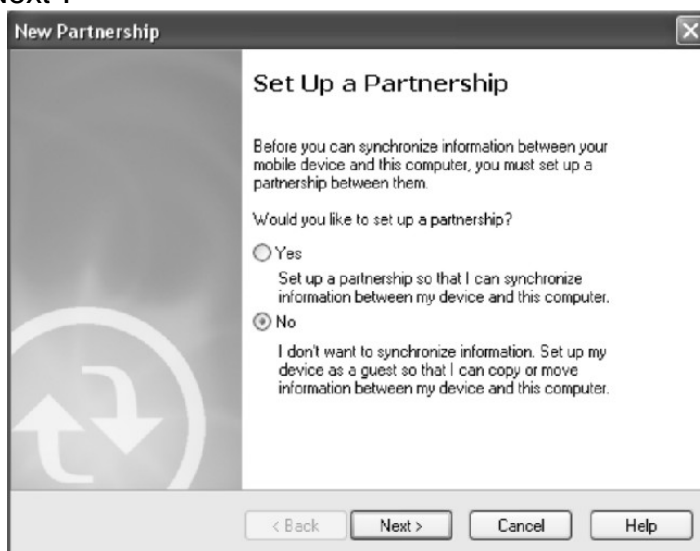 New Partnership
Set Up a Partnership
Before you can synchronize information between your
mobile device and this computer, you must set up a
partnership between them.
Would you like to set up a partnership?
Yes
Set up a partnership so that I can synchronize
information between my device and this computer.
No
I don't want to synchronize information. Set up my
device as a guest so that I can copy or move
information between my device and this computer.
< Back Next > Cancel Help